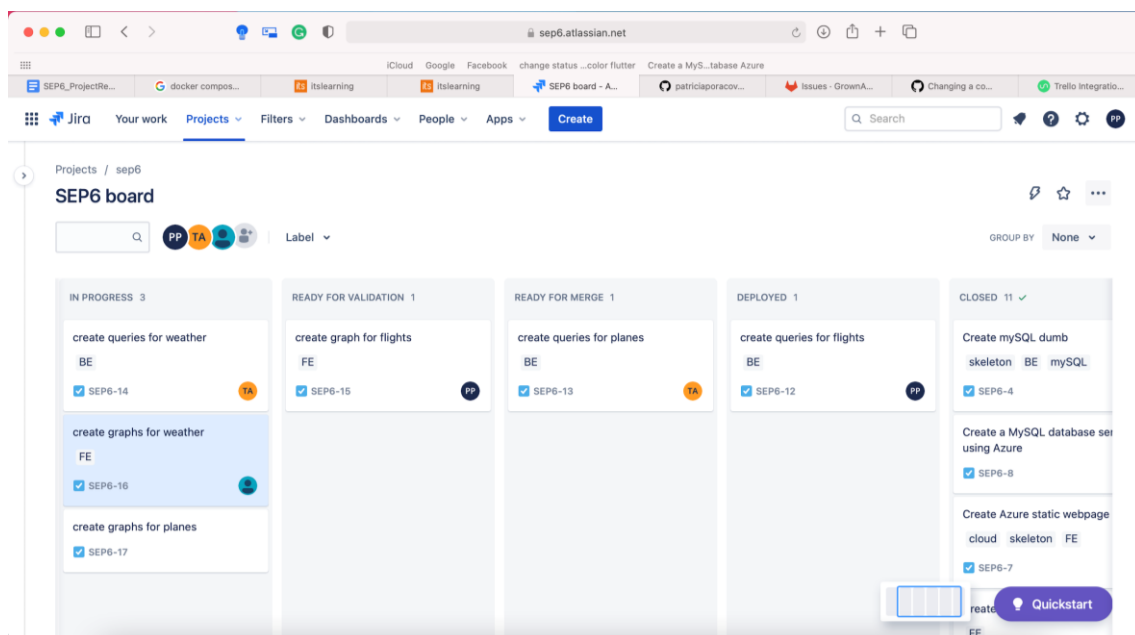 sep6.atlassian.net
iCloud Google Facebook change status ...color flutter Create a MyS...tabase Azure
SEP6_ProjectRe... docker compos... itslearning itslearning SEP6 board - A... patriciaporacov... Issues · GrownA... Changing a co... Trello Integratio...
Jira Your work Projects Filters Dashboards People Apps Create Search PP
Projects / sep6
SEP6 board
PP TA Label GROUP BY None
IN PROGRESS 3
create queries for weather
BE
SEP6-14 TA
create graphs for weather
FE
SEP6-16
create graphs for planes
SEP6-17
READY FOR VALIDATION 1
create graph for flights
FE
SEP6-15 PP
READY FOR MERGE 1
create queries for planes
BE
SEP6-13 TA
DEPLOYED 1
create queries for flights
BE
SEP6-12 PP
CLOSED 11
Create mySQL dumb
skeleton BE mySQL
SEP6-4
Create a MySQL database ser
using Azure
SEP6-8
Create Azure static webpage
cloud skeleton FE
SEP6-7
FE
Quickstart